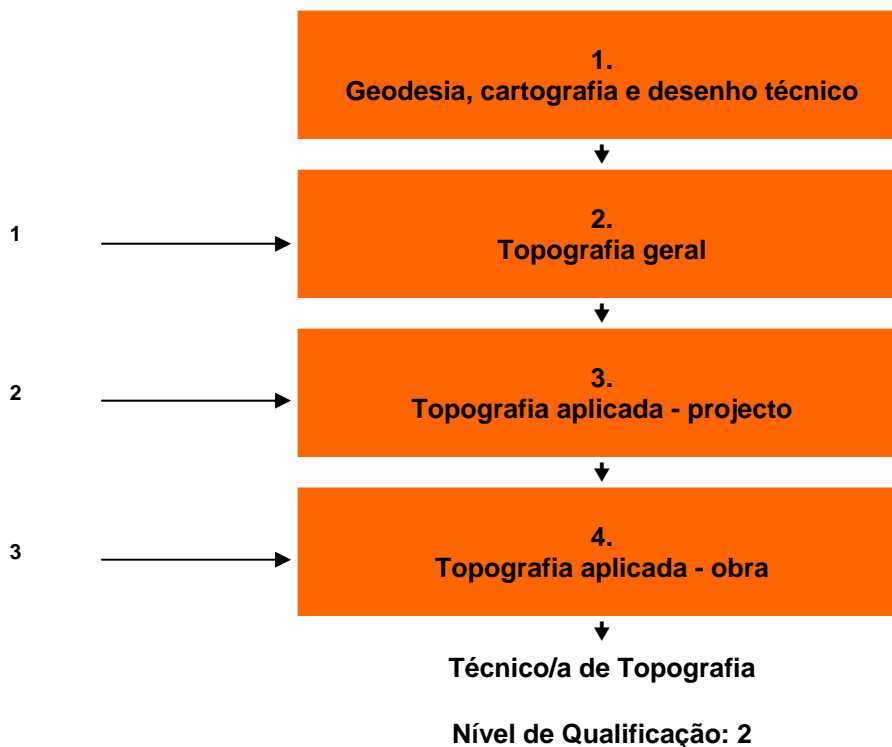 1.
Geodesia, cartografia e desenho técnico
1
2.
Topografia geral
2
3.
Topografia aplicada - projecto
3
4.
Topografia aplicada - obra
Técnico/a de Topografia
Nível de Qualificação: 2